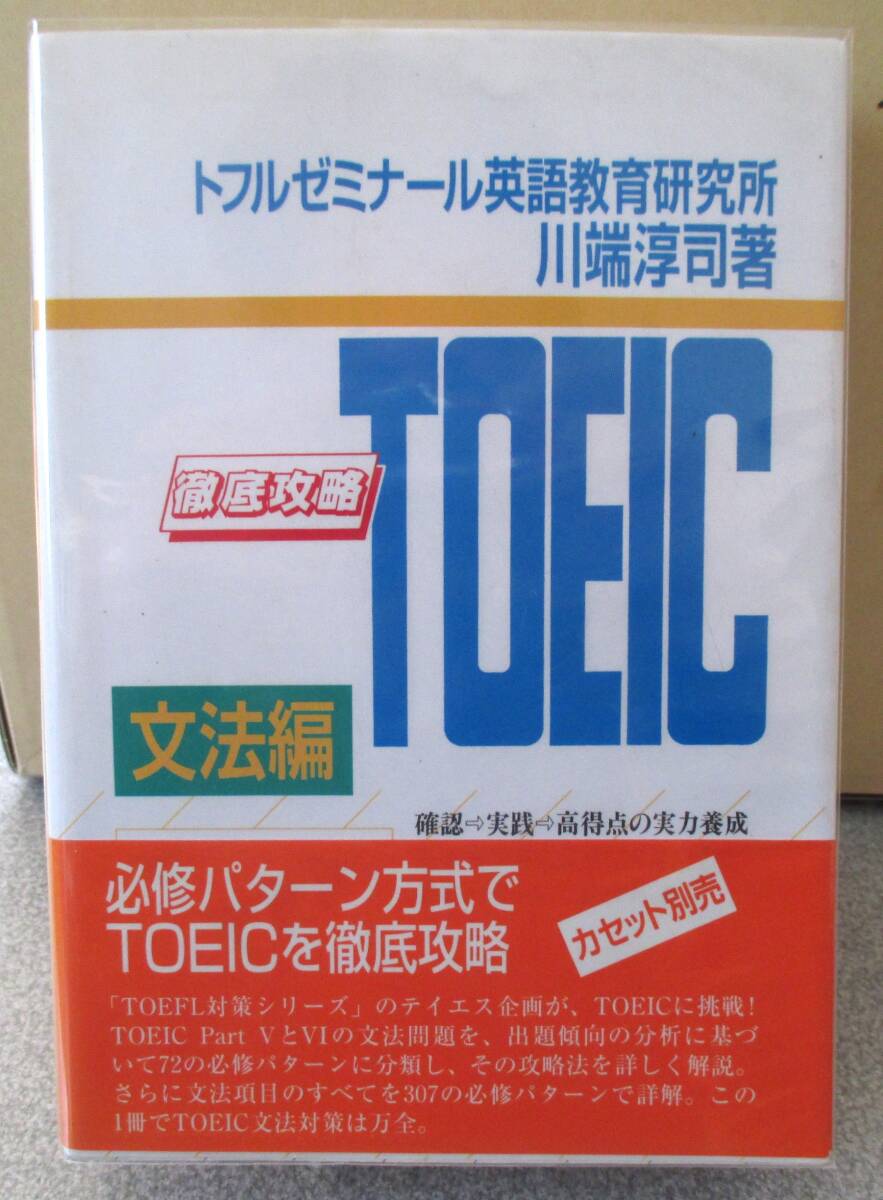 トフルゼミナール英語教育研究所
川端淳司著
TOEIC
徹底攻略
文法編
確認⇨実践⇨高得点の実力養成
必修パターン方式で
TOEICを徹底攻略
カセット別売
「TOEFL対策シリーズ」のテイエス企画が、TOEICに挑戦!
TOEIC Part VとVIの文法問題を、出題傾向の分析に基づ
いて72の必修パターンに分類し、その攻略法を詳しく解説。
さらに文法項目のすべてを307の必修パターンで詳解。この
1冊でTOEIC文法対策は万全。